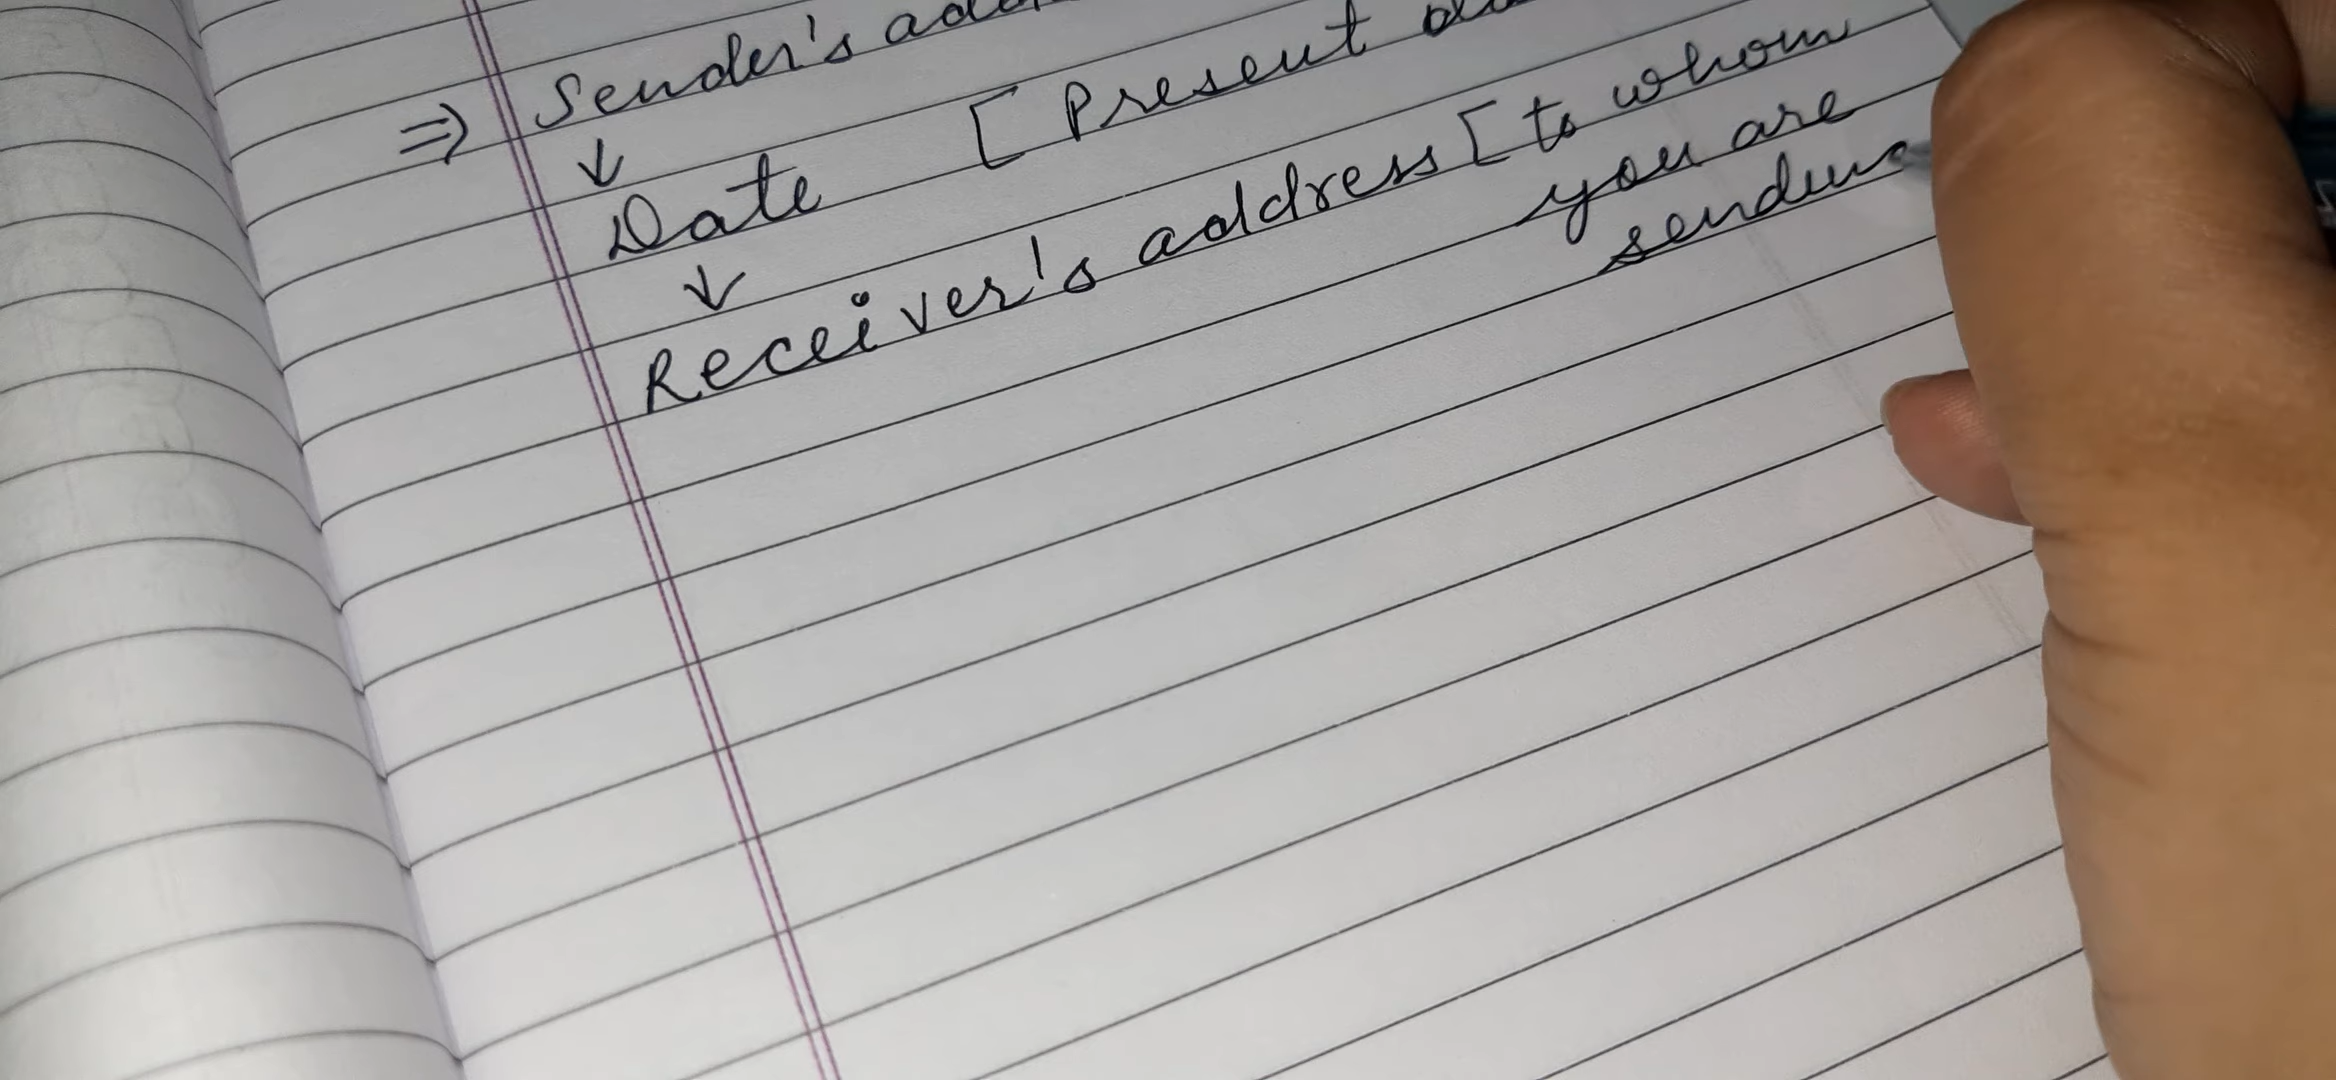 ⇒ Sender's
↓
Date [ Present
↓
Receiver's address [ to whom
you are